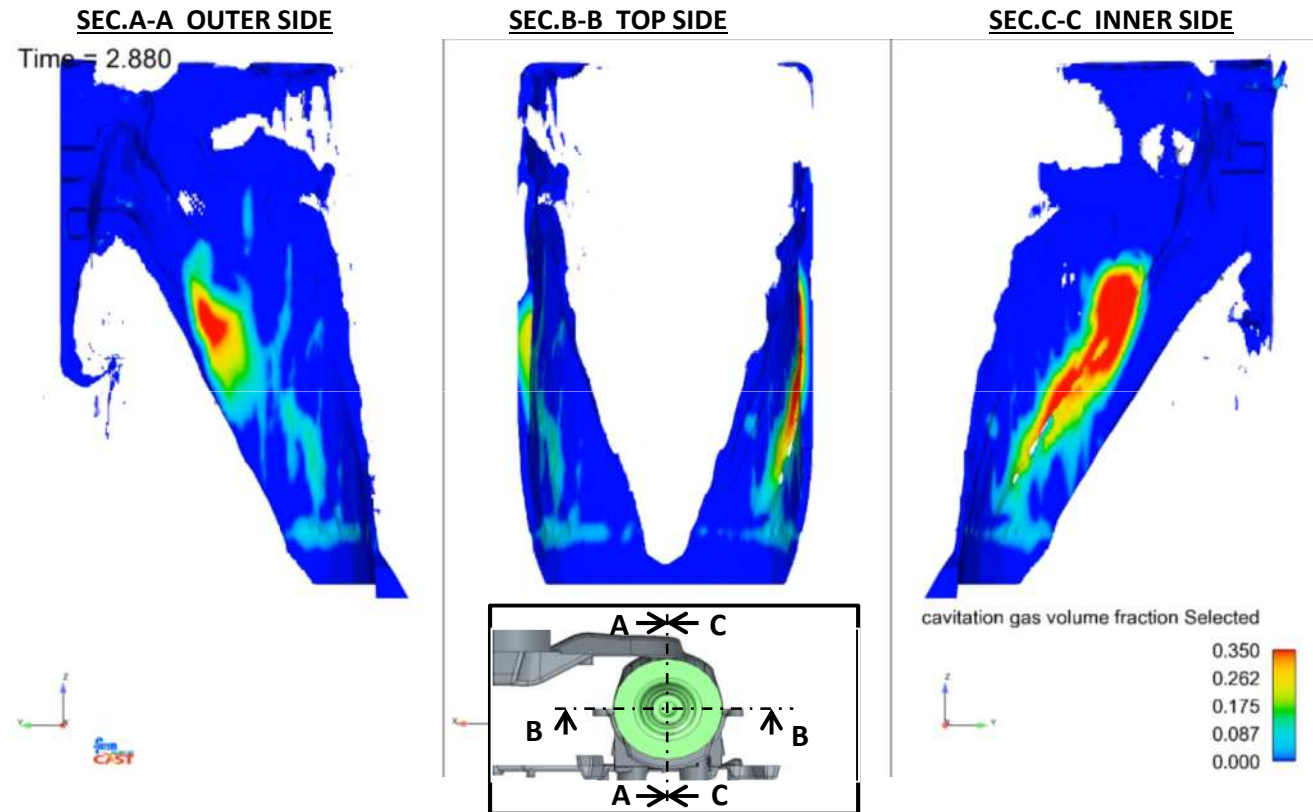 SEC.A-A OUTER SIDE
SEC.B-B TOP SIDE
SEC.C-C INNER SIDE
Time = 2.880
A
C
B
B
A
C
cavitation gas volume fraction Selected
0.350
0.262
0.175
0.087
0.000
Z
Y
X
X
Z
X
Y
CAST